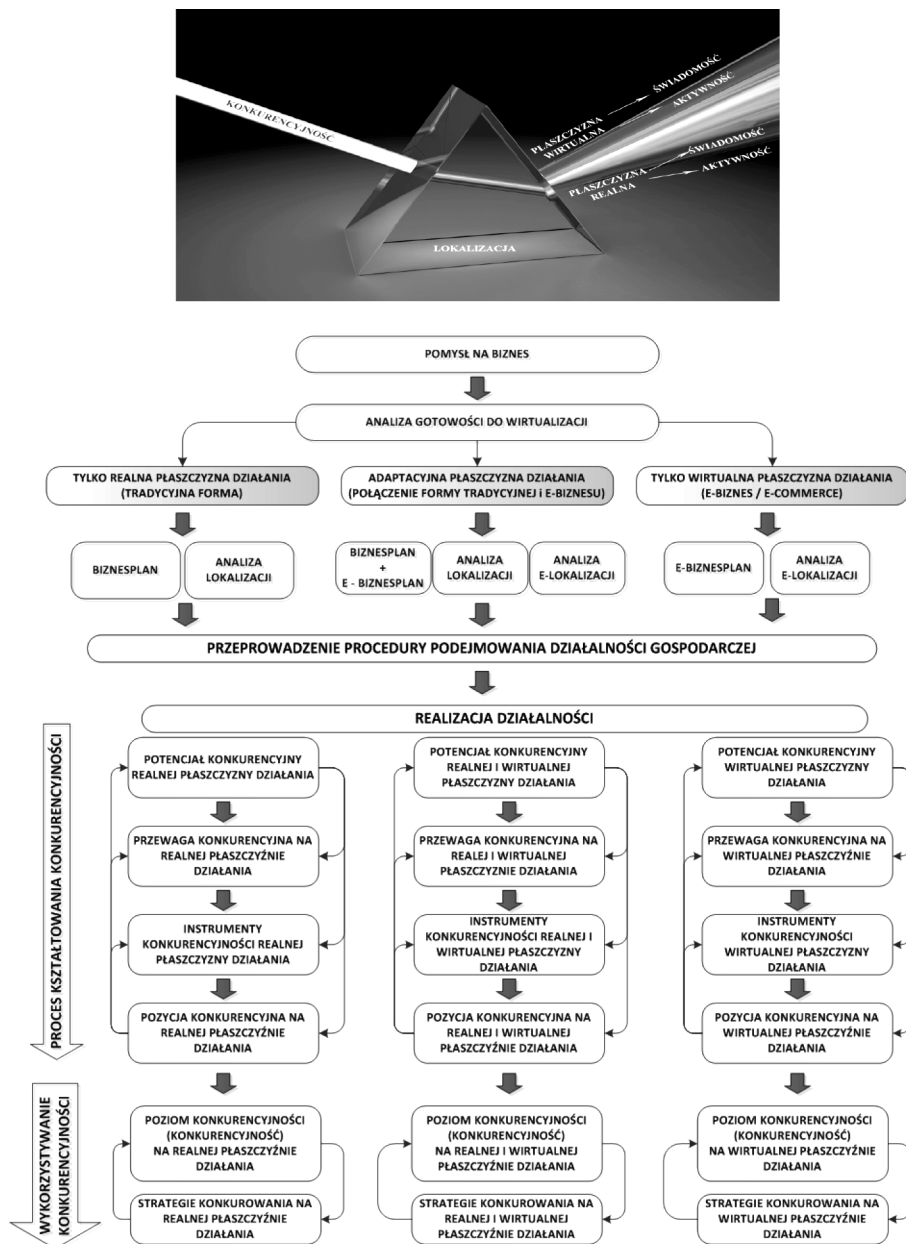 KONKURENCYJNOŚĆ
PŁASZCZYZNA
WIRTUALNA
ŚWIADOMOŚĆ
AKTYWNOŚĆ
PŁASZCZYZNA
REALNA
ŚWIADOMOŚĆ
AKTYWNOŚĆ
LOKALIZACJA
POMYSŁ NA BIZNES
ANALIZA GOTOWOŚCI DO WIRTUALIZACJI
TYLKO REALNA PŁASZCZYZNA DZIAŁANIA
(TRADYCYJNA FORMA)
ADAPTACYJNA PŁASZCZYZNA DZIAŁANIA
(POŁĄCZENIE FORMY TRADYCYJNEJ i E-BIZNESU)
TYLKO WIRTUALNA PŁASZCZYZNA DZIAŁANIA
(E-BIZNES / E-COMMERCE)
BIZNESPLAN
ANALIZA
LOKALIZACJI
BIZNESPLAN
+
E - BIZNESPLAN
ANALIZA
LOKALIZACJI
ANALIZA
E-LOKALIZACJI
E-BIZNESPLAN
ANALIZA
E-LOKALIZACJI
PRZEPROWADZENIE PROCEDURY PODEJMOWANIA DZIAŁALNOŚCI GOSPODARCZEJ
REALIZACJA DZIAŁALNOŚCI
PROCES KSZTAŁTOWANIA KONKURENCYJNOŚCI
POTENCJAŁ KONKURENCYJNY
REALNEJ PŁASZCZYZNY DZIAŁANIA
POTENCJAŁ KONKURENCYJNY
REALNEJ I WIRTUALNEJ
PŁASZCZYZNY DZIAŁANIA
POTENCJAŁ KONKURENCYJNY
WIRTUALNEJ PŁASZCZYZNY
DZIAŁANIA
PRZEWAGA KONKURENCYJNA NA
REALNEJ PŁASZCZYŹNIE
DZIAŁANIA
PRZEWAGA KONKURENCYJNA NA
REALEJ I WIRTUALNEJ
PŁASZCZYZNIE DZIAŁANIA
PRZEWAGA KONKURENCYJNA NA
WIRTUALNEJ PŁASZCZYŹNIE
DZIAŁANIA
INSTRUMENTY
KONKURENCYJNOŚCI REALNEJ
PŁASZCZYZNY DZIAŁANIA
INSTRUMENTY
KONKURENCYJNOŚCI REALNEJ I
WIRTUALNEJ PŁASZCZYZNY
DZIAŁANIA
INSTRUMENTY
KONKURENCYJNOŚCI
WIRTUALNEJ PŁASZCZYZNY
DZIAŁANIA
POZYCJA KONKURENCYJNA NA
REALNEJ PŁASZCZYŹNIE
DZIAŁANIA
POZYCJA KONKURENCYJNA NA
REALNEJ I WIRTUALNEJ
PŁASZCZYŹNIE DZIAŁANIA
POZYCJA KONKURENCYJNA NA
WIRTUALNEJ PŁASZCZYŹNIE
DZIAŁANIA
WYKORZYSTYWANIE
KONKURENCYJNOŚCI
POZIOM KONKURENCYJNOŚCI
(KONKURENCYJNOŚĆ)
NA REALNEJ PŁASZCZYŹNIE
DZIAŁANIA
POZIOM KONKURENCYJNOŚCI
(KONKURENCYJNOŚĆ)
NA REALNEJ I WIRTUALNEJ
PŁASZCZYŹNIE DZIAŁANIA
POZIOM KONKURENCYJNOŚCI
(KONKURENCYJNOŚĆ)
NA WIRTUALNEJ PŁASZCZYŹNIE
DZIAŁANIA
STRATEGIE KONKUROWANIA NA
REALNEJ PŁASZCZYŹNIE
DZIAŁANIA
STRATEGIE KONKUROWANIA NA
REALNEJ I WIRTUALNEJ
PŁASZCZYŹNIE DZIAŁANIA
STRATEGIE KONKUROWANIA NA
WIRTUALNEJ PŁASZCZYŹNIE
DZIAŁANIA